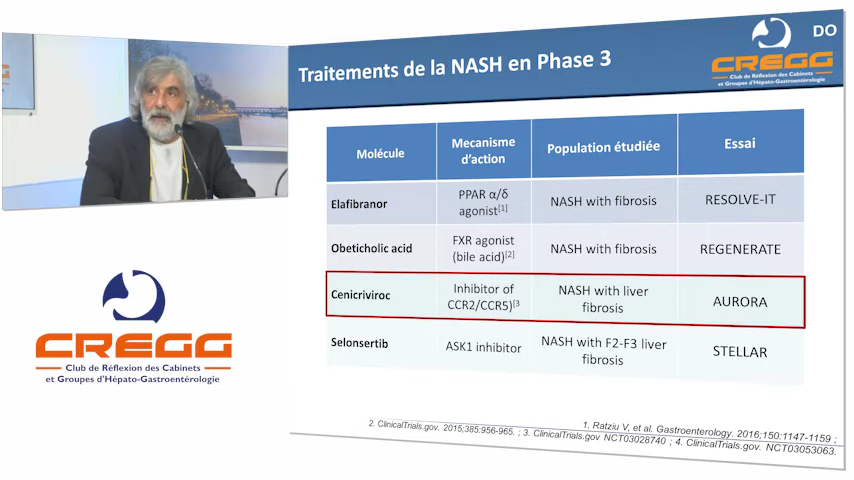 DO
CREGG
Club de Réflexion des Cabinets
et Groupes d'Hépato-Gastroentérologie
Traitements de la NASH en Phase 3
Molécule
Mecanisme
d'action
Population étudiée
Essai
Elafibranor
PPAR α/δ
agonist[1]
NASH with fibrosis
RESOLVE-IT
Obeticholic acid
FXR agonist
(bile acid)[2]
NASH with fibrosis
REGENERATE
Cenicriviroc
Inhibitor of
CCR2/CCR5)[3
NASH with liver
fibrosis
AURORA
Selonsertib
ASK1 inhibitor
NASH with F2-F3 liver
fibrosis
STELLAR
1. Ratziu V, et al. Gastroenterology. 2016;150:1147-1159 ;
2. ClinicalTrials.gov. 2015;385.956-965. ; 3. ClinicalTrials.gov NCT03028740 ; 4. ClinicalTrials.gov. NCT03053063.
CREGG
Club de Réflexion des Cabinets
et Groupes d'Hépato-Gastroentérologie